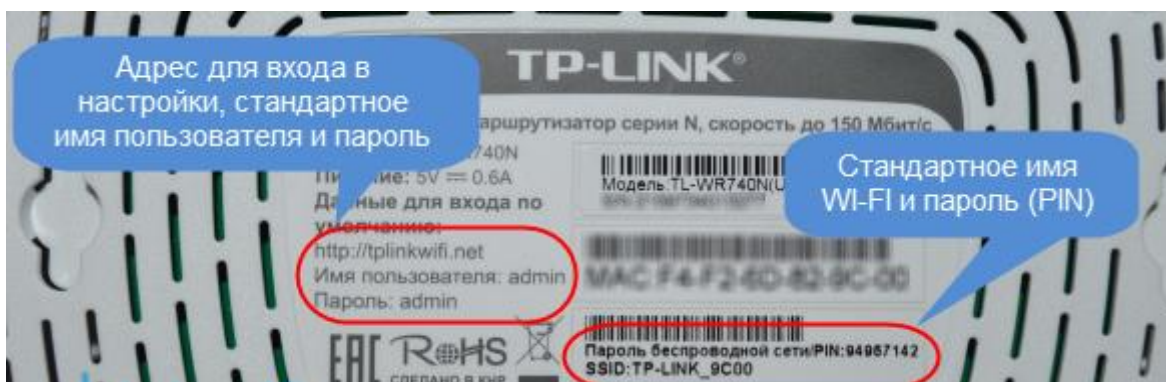 Адрес для входа в
настройки, стандартное
имя пользователя и пароль
TP-LINK®
аршрутизатор серии N, скорость до 150 Мбит/с
740N
Питание: 5V 0.6A
Модель:TL-WR740N(U
Данные для входа по
умолчанию:
http://tplinkwifi.net
Имя пользователя: admin
Пароль: admin
Стандартное имя
WI-FI и пароль (PIN)
MAC:F4-F2-6D-82-9C-00
Пароль беспроводной сети/PIN:94967142
SSID:TP-LINK_9C00
EAC RoHS
СДЕЛАНО В КНР